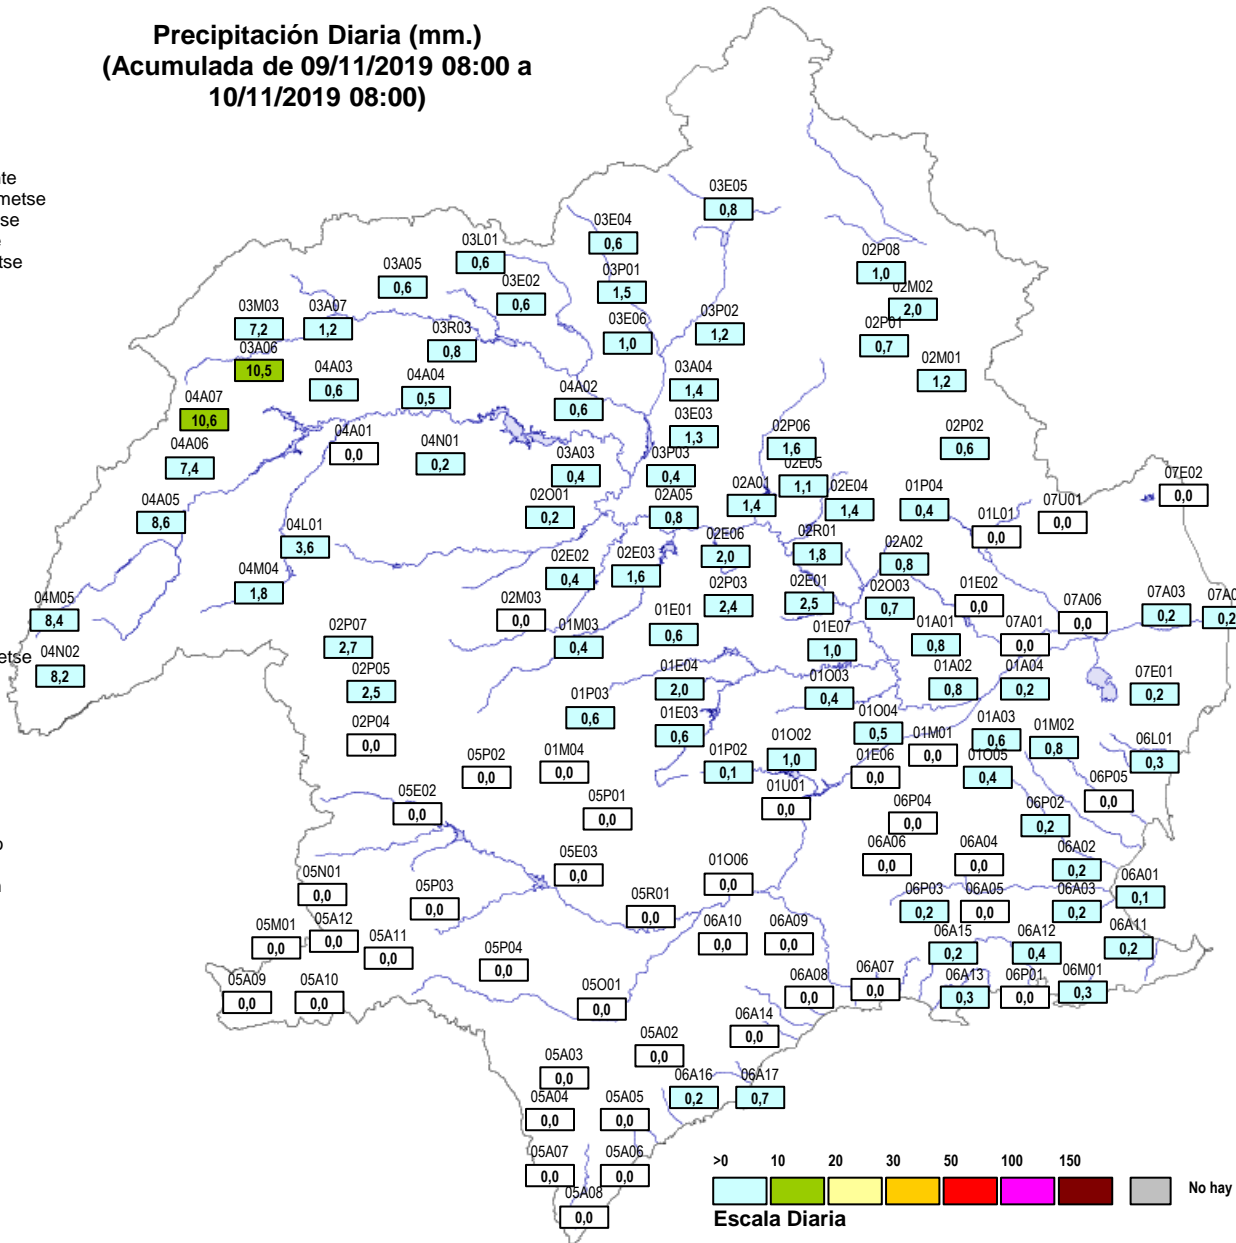 Precipitación Diaria (mm.)
(Acumulada de 09/11/2019 08:00 a
10/11/2019 08:00)
te
metse
se
e
tse
etse
o
n
03E05
0,8
03E04
0,6
03L01
0,6
02P08
1,0
03A05
0,6
03P01
1,5
03E02
0,6
02M02
2,0
03M03
7,2
03A07
1,2
03P02
1,2
03E06
1,0
03R03
0,8
02P01
0,7
03A06
10,5
02M01
1,2
04A03
0,6
04A04
0,5
03A04
1,4
04A02
0,6
04A07
10,6
03E03
1,3
04A01
0,0
04N01
0,2
02P06
1,6
02P02
0,6
04A06
7,4
03A03
0,4
03P03
0,4
02E05
1,1
07E02
0,0
04A05
8,6
02O01
0,2
02A05
0,8
02A01
1,4
02E04
1,4
01P04
0,4
07U01
0,0
01L01
0,0
04L01
3,6
02E06
2,0
02R01
1,8
02A02
0,8
02E02
0,4
02E03
1,6
04M04
1,8
02P03
2,4
02E01
2,5
02O03
0,7
01E02
0,0
04M05
8,4
02M03
0,0
07A06
0,0
07A03
0,2
07A0
0,2
01E01
0,6
02P07
2,7
01M03
0,4
01E07
1,0
01A01
0,8
07A01
0,0
04N02
8,2
02P05
2,5
01E04
2,0
01O03
0,4
01A02
0,8
01A04
0,2
07E01
0,2
01P03
0,6
01E03
0,6
02P04
0,0
01O04
0,5
01M01
0,0
01A03
0,6
01M02
0,8
06L01
0,3
05P02
0,0
01M04
0,0
01P02
0,1
01O02
1,0
01E06
0,0
01O05
0,4
05E02
0,0
05P01
0,0
01U01
0,0
06P04
0,0
06P02
0,2
06P05
0,0
05E03
0,0
06A06
0,0
06A04
0,0
06A02
0,2
05N01
0,0
01O06
0,0
06A01
0,1
05P03
0,0
05R01
0,0
06P03
0,2
06A05
0,0
06A03
0,2
05M01
0,0
05A12
0,0
05A11
0,0
06A10
0,0
06A09
0,0
06A15
0,2
06A12
0,4
06A11
0,2
05P04
0,0
05A09
0,0
05A10
0,0
05O01
0,0
06A08
0,0
06A07
0,0
06A13
0,3
06P01
0,0
06M01
0,3
05A02
0,0
06A14
0,0
05A03
0,0
06A16
0,2
06A17
0,7
05A04
0,0
05A05
0,0
05A07
0,0
05A06
0,0
05A08
0,0
>0 10 20 30 50 100 150
No hay
Escala Diaria